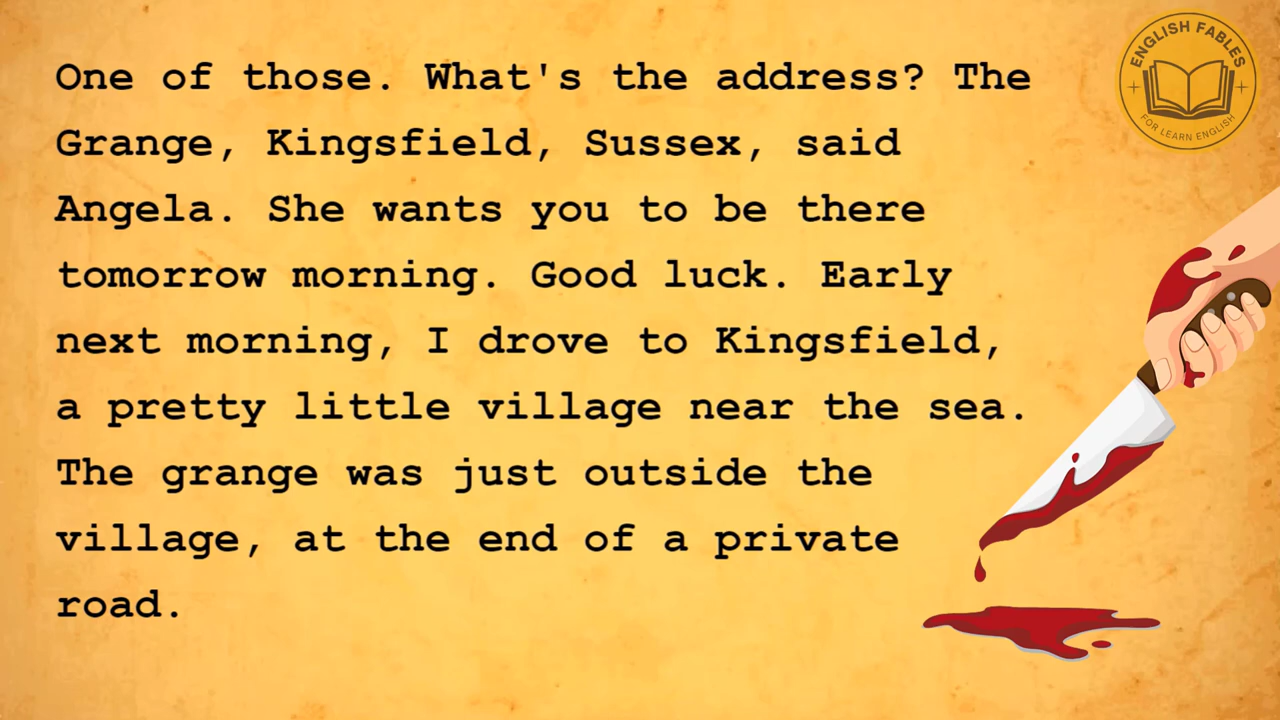 One of those. What's the address? The
Grange, Kingsfield, Sussex, said
Angela. She wants you to be there
tomorrow morning. Good luck. Early
next morning, I drove to Kingsfield,
a pretty little village near the sea.
The grange was just outside the
village, at the end of a private
road.
ENGLISH FABLES
FOR LEARN ENGLISH